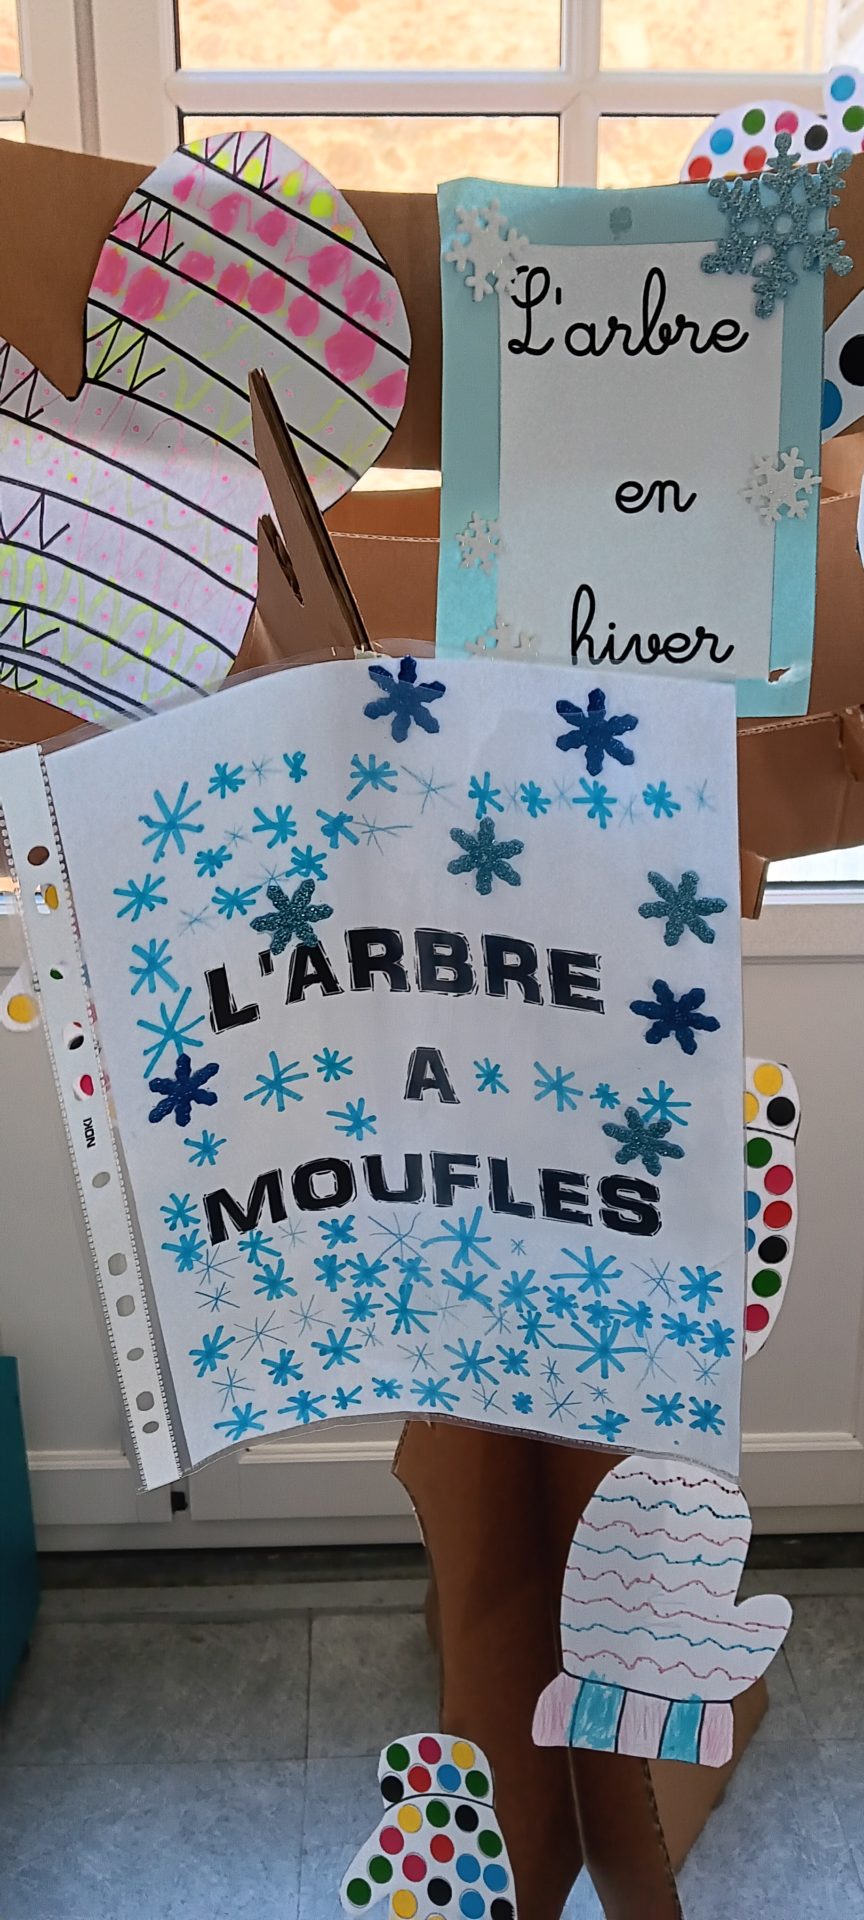 L'arbre
en
hiver
L'ARBRE
A
MOUFLES